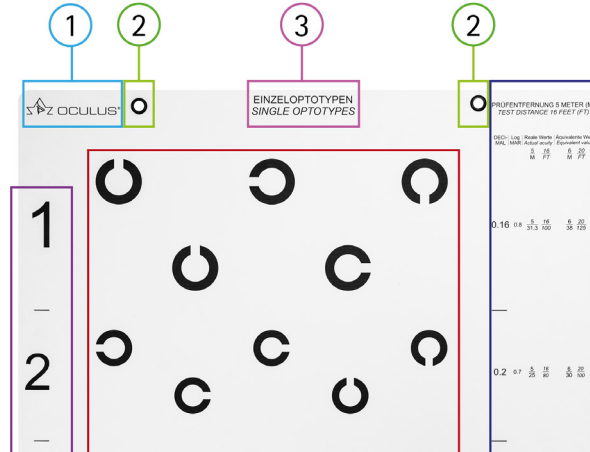 1
2
3
2
OCULUS®
EINZELOPTOTYPEN
SINGLE OPTOTYPES
PRÜFENTFERNUNG 5 METER (M
TEST DISTANCE 16 FEET (FT)
DECI- Log Reale Werte Äquivalente We
MAL MAR Actual acuity Equivalent valu
5 16 6 20
M FT M FT
1
0.16 0.8 5 16 6 20
31.3 100 38 125
2
0.2 0.7 5 16 6 20
25 80 30 100